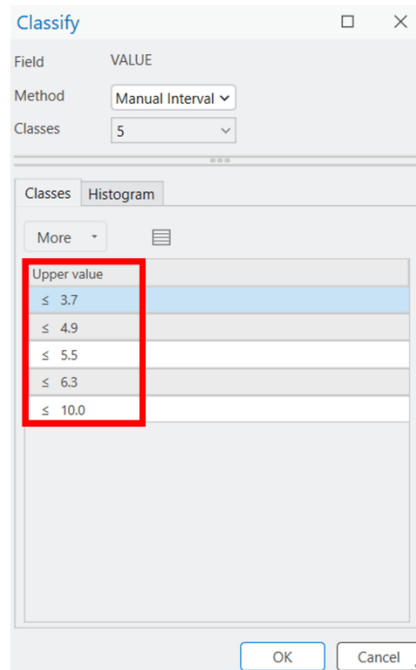 Classify
Field VALUE
Method Manual Interval
Classes 5
Classes Histogram
More
Upper value
≤ 3.7
≤ 4.9
≤ 5.5
≤ 6.3
≤ 10.0
OK Cancel